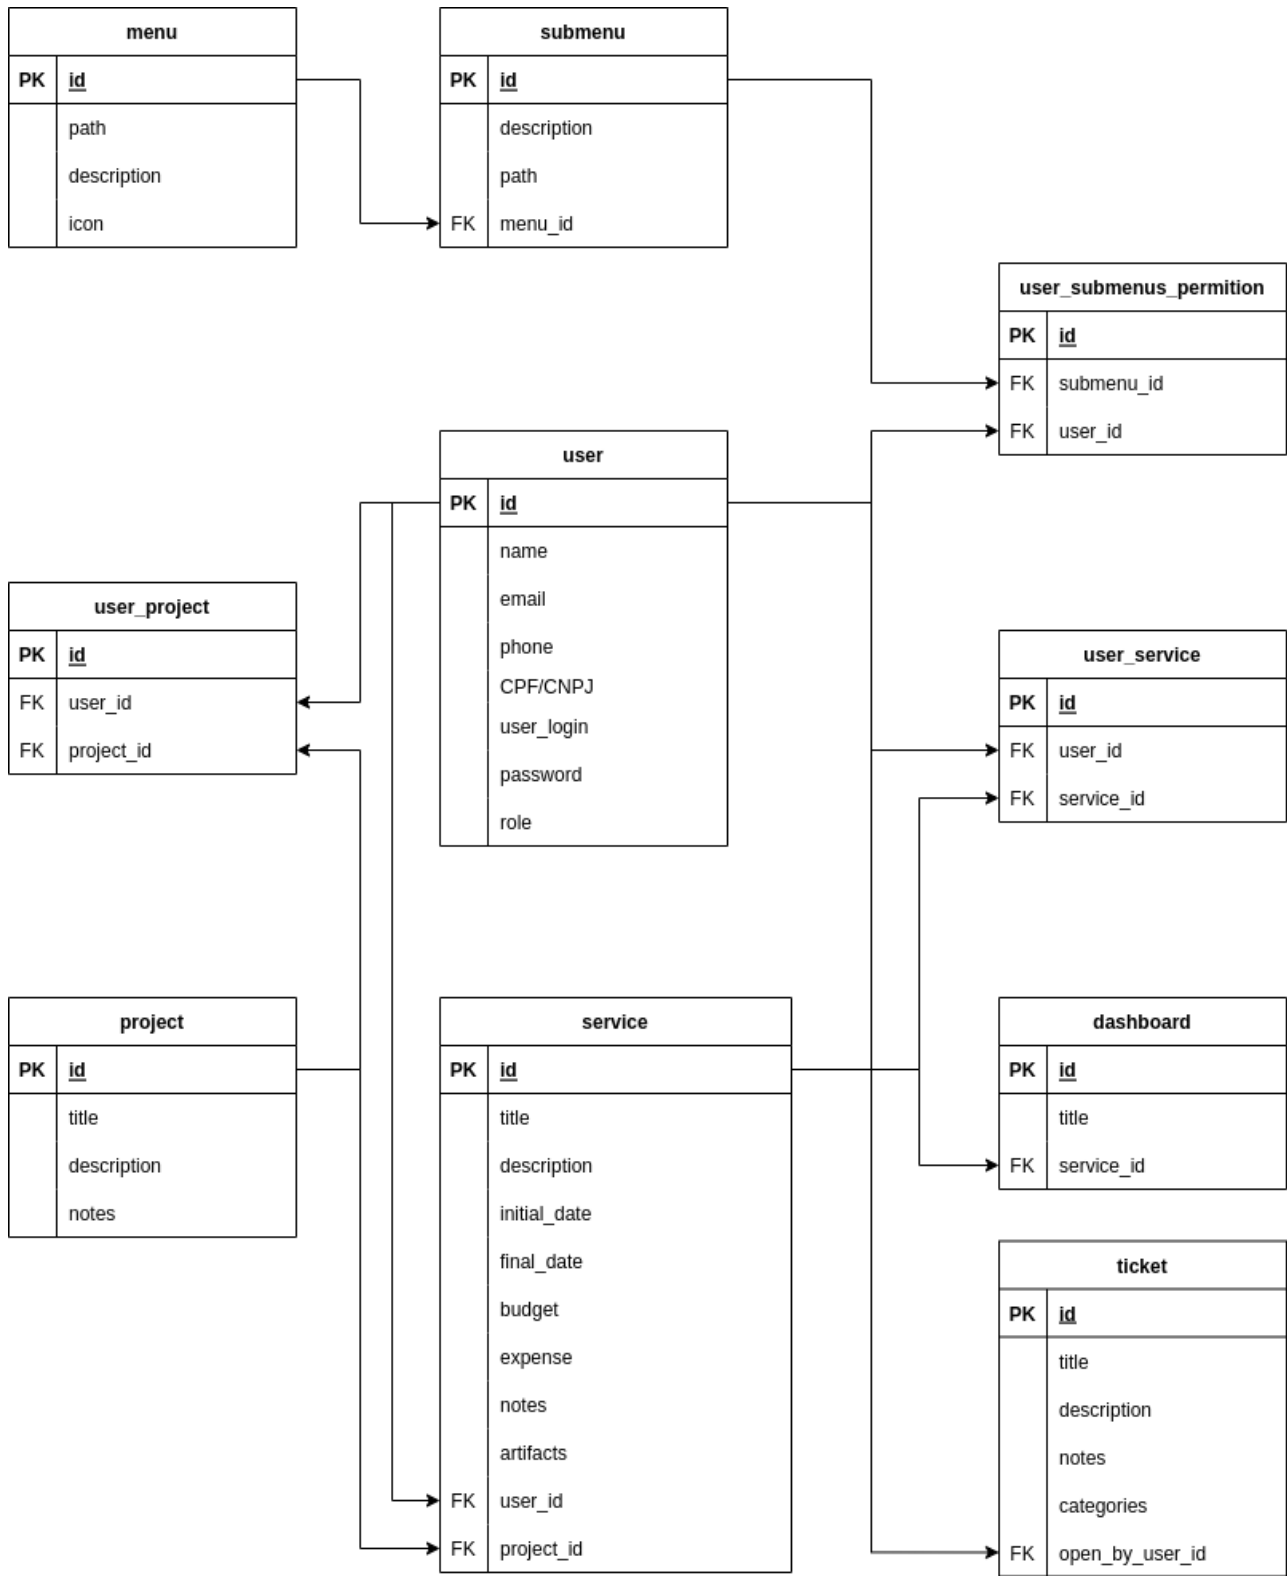 menu
PK id
path
description
icon
submenu
PK id
description
path
FK menu_id
user_submenus_permition
PK id
FK submenu_id
FK user_id
user
PK id
name
email
phone
CPF/CNPJ
user_login
password
role
user_project
PK id
FK user_id
FK project_id
user_service
PK id
FK user_id
FK service_id
project
PK id
title
description
notes
service
PK id
title
description
initial_date
final_date
budget
expense
notes
artifacts
FK user_id
FK project_id
dashboard
PK id
title
FK service_id
ticket
PK id
title
description
notes
categories
FK open_by_user_id